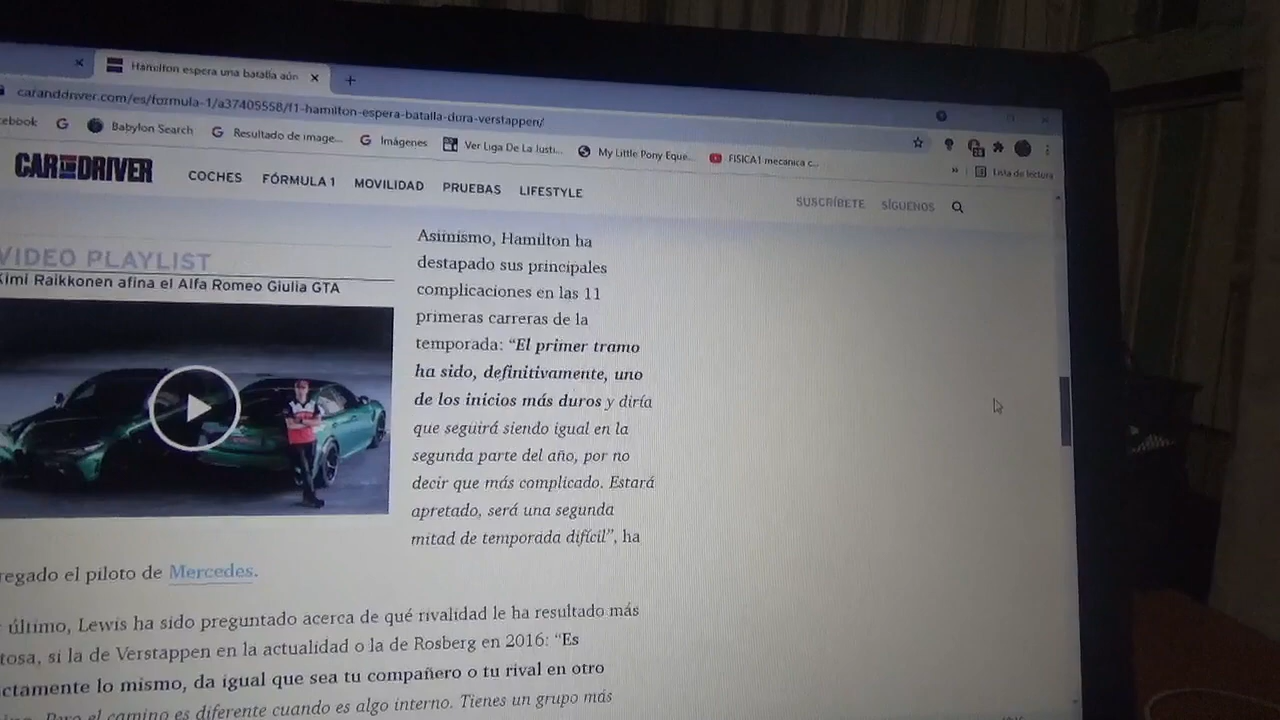 Hamilton espera una batalla aún
caranddriver.com/es/formula-1/a37405558/f1-hamilton-espera-batalla-dura-verstappen/
cebook
Babylon Search
Resultado de image...
Imágenes
Ver Liga De La Justi...
My Little Pony Eque...
FISICA1 mecánica c...
»
Lista de lectura
CAR AND DRIVER
COCHES
FÓRMULA 1
MOVILIDAD
PRUEBAS
LIFESTYLE
SUSCRÍBETE
SÍGUENOS
VIDEO PLAYLIST
Kimi Raikkonen afina el Alfa Romeo Giulia GTA
Asimismo, Hamilton ha
destapado sus principales
complicaciones en las 11
primeras carreras de la
temporada: “El primer tramo
ha sido, definitivamente, uno
de los inicios más duros y diría
que seguirá siendo igual en la
segunda parte del año, por no
decir que más complicado. Estará
apretado, será una segunda
mitad de temporada difícil”, ha
regado el piloto de Mercedes.
último, Lewis ha sido preguntado acerca de qué rivalidad le ha resultado más
tosa, si la de Verstappen en la actualidad o la de Rosberg en 2016: “Es
ctamente lo mismo, da igual que sea tu compañero o tu rival en otro
Pero el camino es diferente cuando es algo interno. Tienes un grupo más